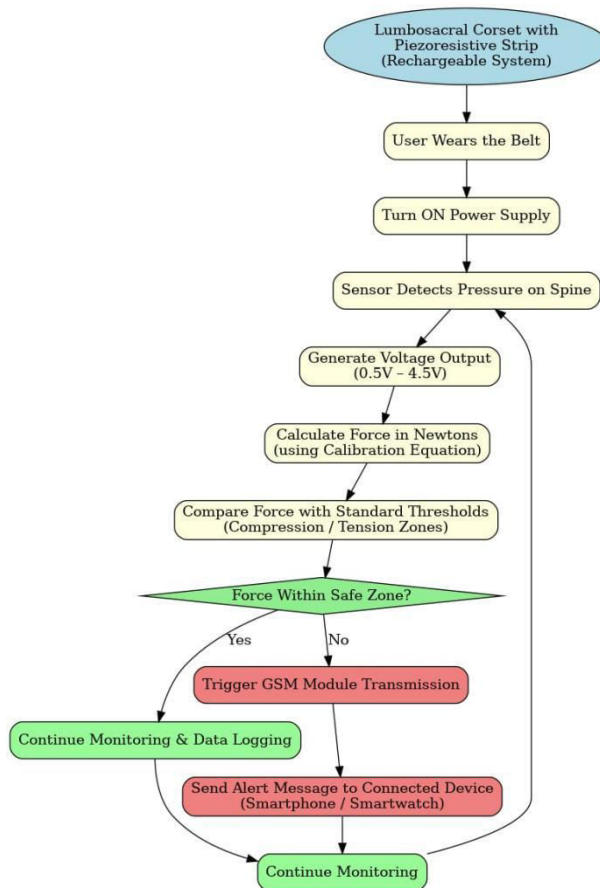 Lumbosacral Corset with
Piezoresistive Strip
(Rechargeable System)
User Wears the Belt
Turn ON Power Supply
Sensor Detects Pressure on Spine
Generate Voltage Output
(0.5V – 4.5V)
Calculate Force in Newtons
(using Calibration Equation)
Compare Force with Standard Thresholds
(Compression / Tension Zones)
Force Within Safe Zone?
Yes
No
Trigger GSM Module Transmission
Continue Monitoring & Data Logging
Send Alert Message to Connected Device
(Smartphone / Smartwatch)
Continue Monitoring